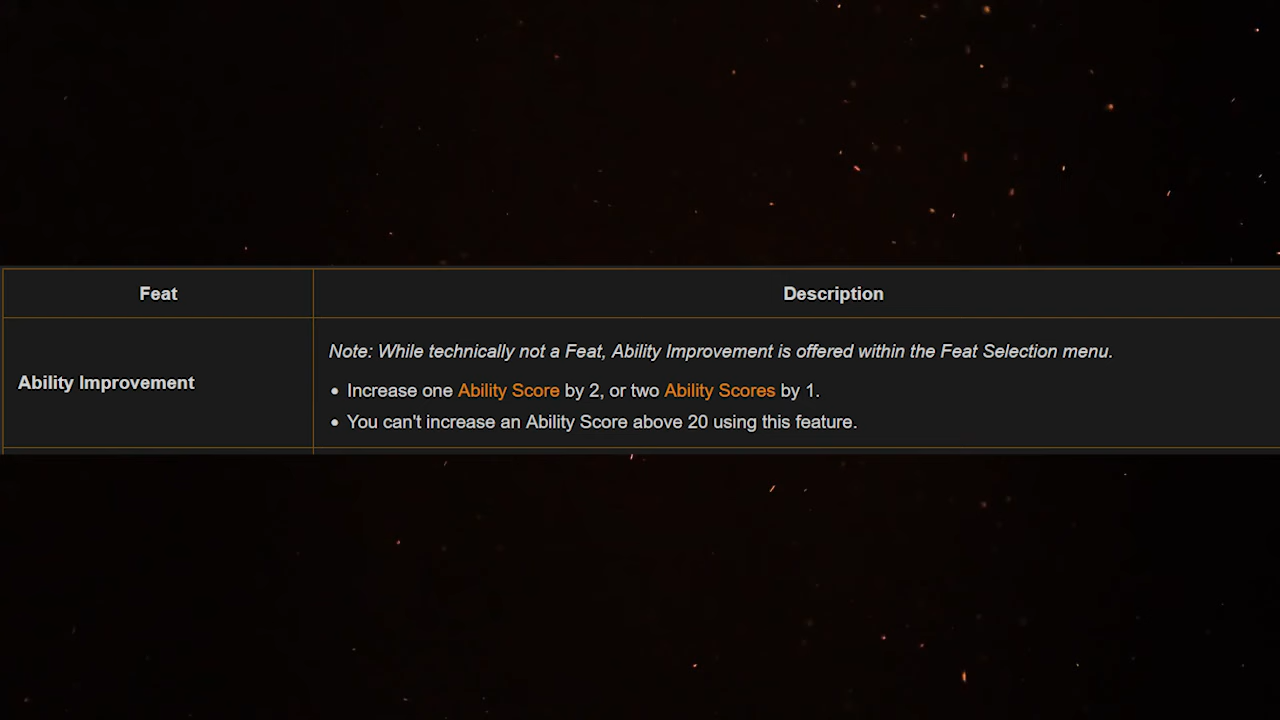 Feat
Description
Ability Improvement
Note: While technically not a Feat, Ability Improvement is offered within the Feat Selection menu.
• Increase one Ability Score by 2, or two Ability Scores by 1.
• You can't increase an Ability Score above 20 using this feature.